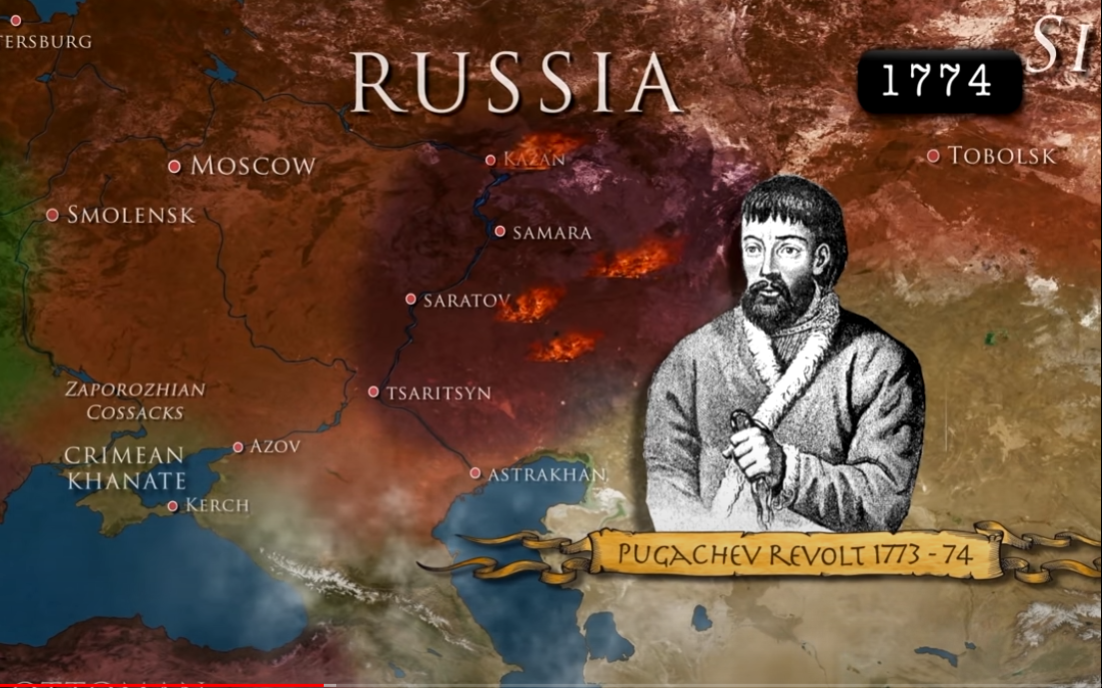 TERSBURG
RUSSIA
SI
1774
MOSCOW
KAZAN
TOBOLSK
SMOLENSK
SAMARA
SARATOV
ZAPOROZHIAN
COSSACKS
TSARITSYN
AZOV
CRIMEAN
KHANATE
ASTRAKHAN
KERCH
PUGACHEV REVOLT 1773 - 74
OTTOMAN